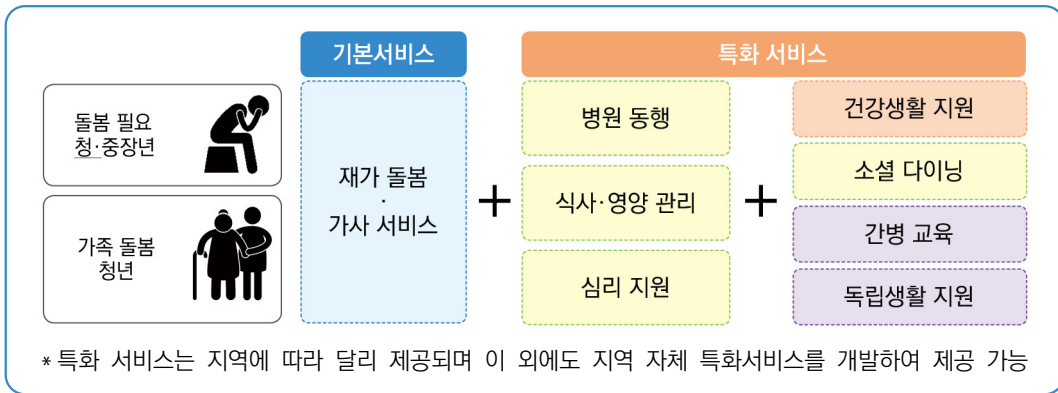 기본서비스
특화 서비스
돌봄 필요
청·중장년
가족 돌봄
청년
재가 돌봄
·
가사 서비스
+
병원 동행
식사·영양 관리
심리 지원
+
건강생활 지원
소셜 다이닝
간병 교육
독립생활 지원
* 특화 서비스는 지역에 따라 달리 제공되며 이 외에도 지역 자체 특화서비스를 개발하여 제공 가능